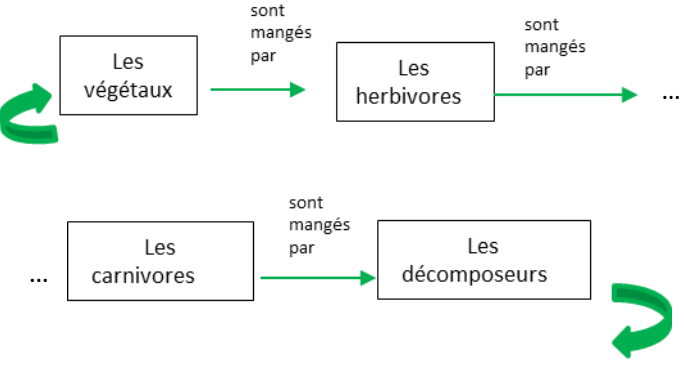 sont
mangés
par
sont
mangés
par
Les
végétaux
Les
herbivores
...
sont
mangés
par
...
Les
carnivores
Les
décomposeurs